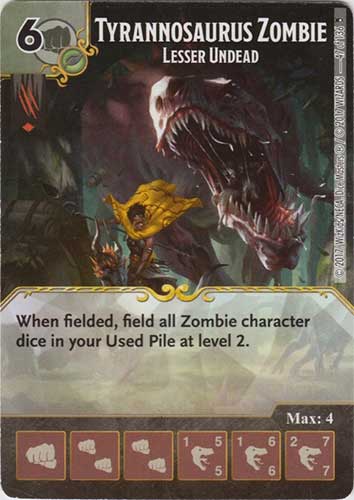 6
TYRANNOSAURUS ZOMBIE
LESSER UNDEAD
When fielded, field all Zombie character
dice in your Used Pile at level 2.
Max: 4
1 5 5
1 6 6
2 7 7